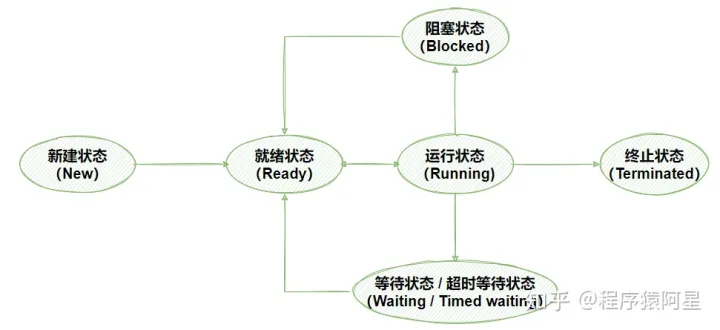 阻塞状态
(Blocked)
新建状态
(New)
就绪状态
(Ready)
运行状态
(Running)
终止状态
(Terminated)
等待状态 / 超时等待状态
(Waiting / Timed waiting)
知乎 @程序猿阿星